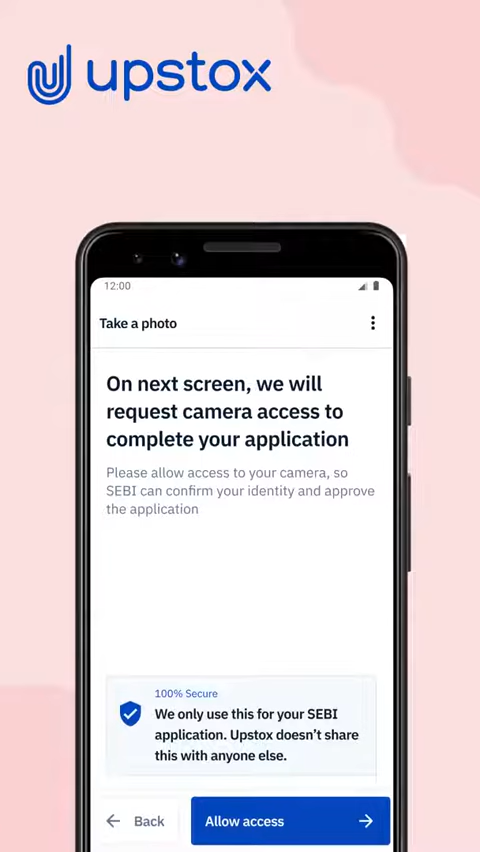 upstox
12:00
Take a photo
On next screen, we will
request camera access to
complete your application
Please allow access to your camera, so
SEBI can confirm your identity and approve
the application
100% Secure
We only use this for your SEBI
application. Upstox doesn't share
this with anyone else.
Back
Allow access